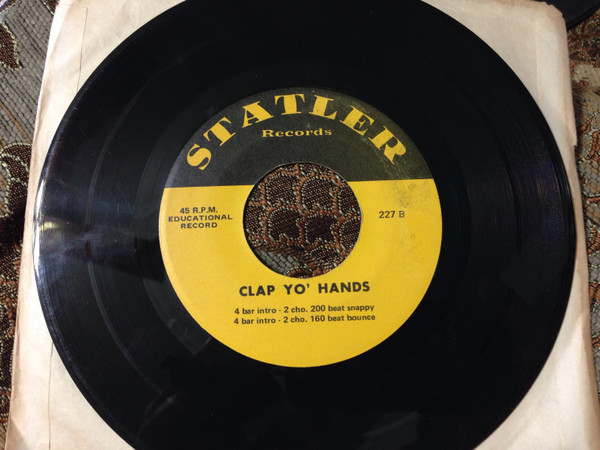 STATLER
Records
45 R.P.M.
EDUCATIONAL
RECORD
227 B
CLAP YO' HANDS
4 bar intro - 2 cho. 200 beat snappy
4 bar intro - 2 cho. 160 beat bounce